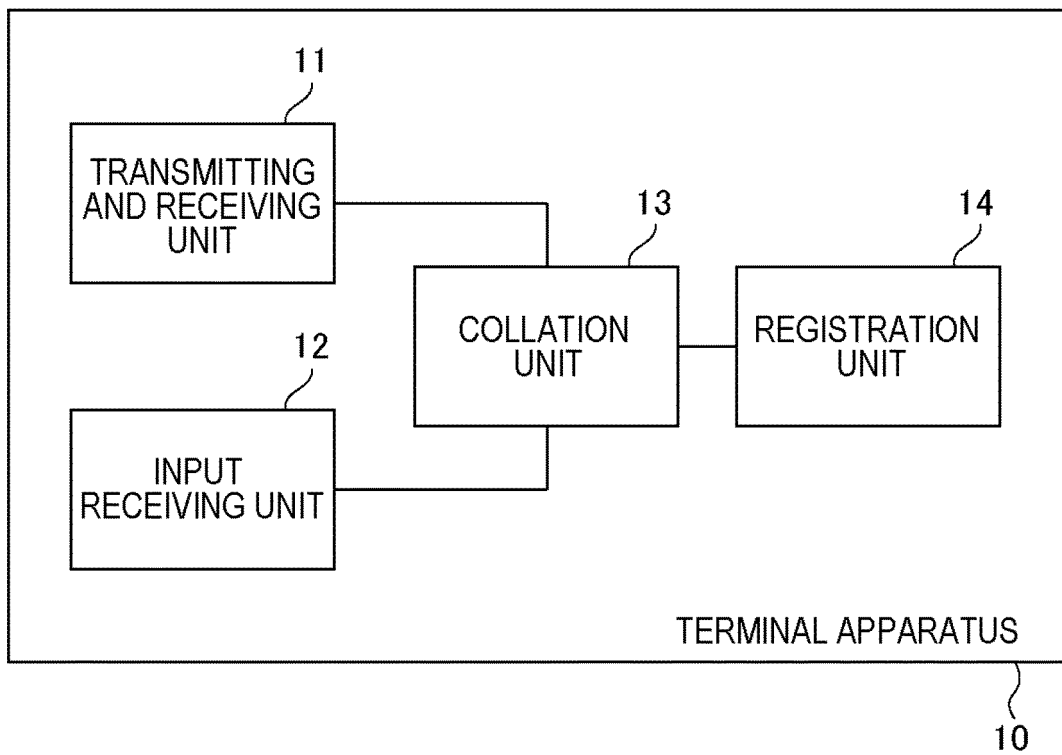 11
TRANSMITTING
AND RECEIVING
UNIT
13
14
COLLATION
UNIT
REGISTRATION
UNIT
12
INPUT
RECEIVING UNIT
TERMINAL APPARATUS
10